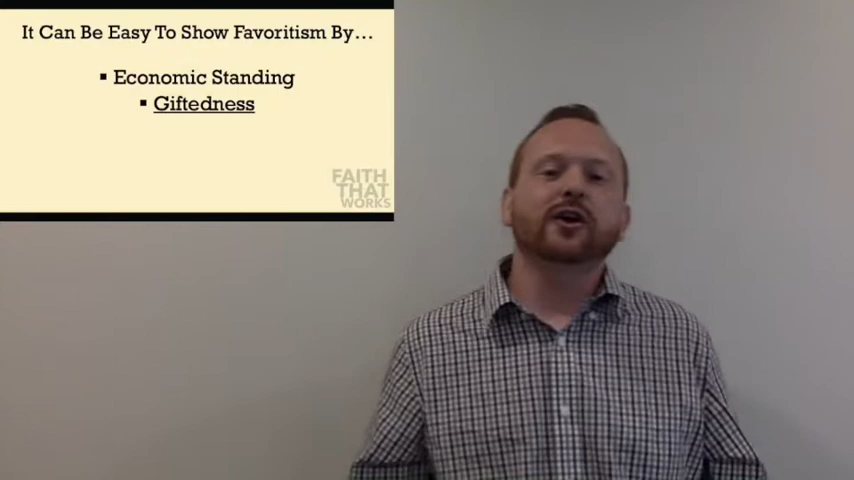 It Can Be Easy To Show Favoritism By...
▪ Economic Standing
▪ Giftedness
FAITH
THAT
WORKS